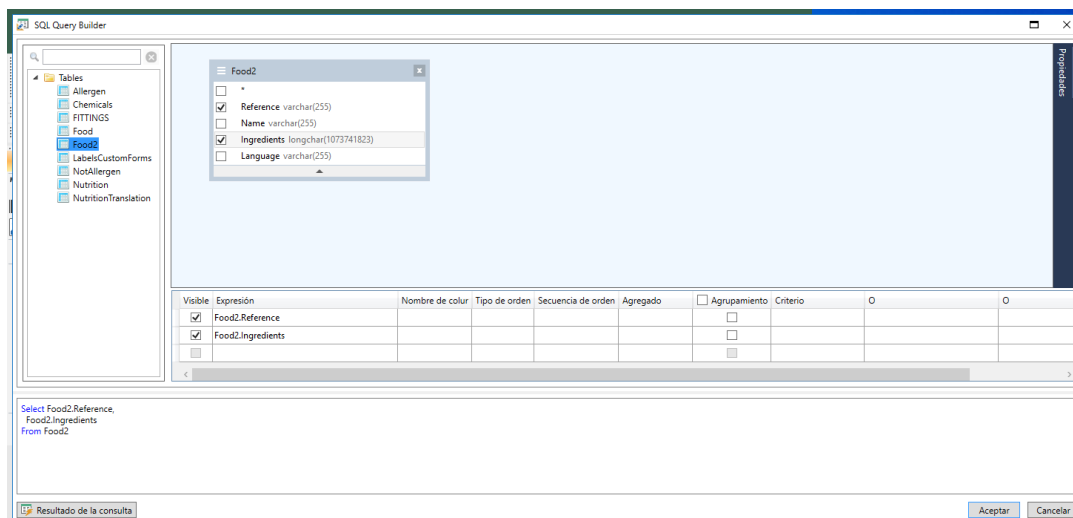 SQL Query Builder
Tables
Allergen
Chemicals
FITTINGS
Food
Food2
LabelsCustomForms
NotAllergen
Nutrition
NutritionTranslation
Food2
*
Reference varchar(255)
Name varchar(255)
Ingredients longchar(1073741823)
Language varchar(255)
Propiedades
Visible Expresión Nombre de colur Tipo de orden Secuencia de orden Agregado Agrupamiento Criterio O O
Food2.Reference
Food2.Ingredients
Select Food2.Reference,
Food2.Ingredients
From Food2
Resultado de la consulta Aceptar Cancelar